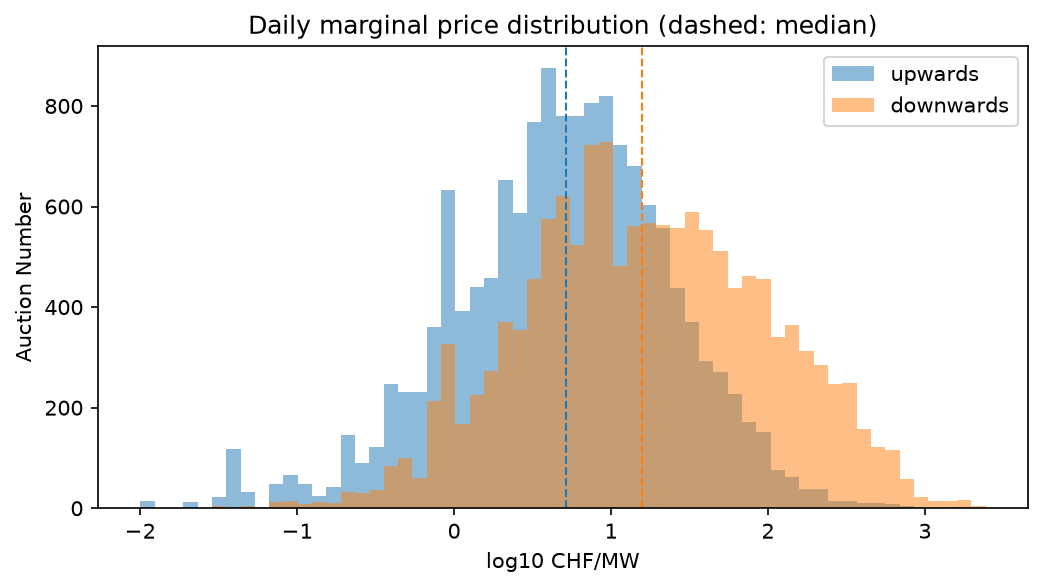 Daily marginal price distribution (dashed: median)
upwards
downwards
Auction Number
800
600
400
200
0
−2
−1
0
1
2
3
log10 CHF/MW